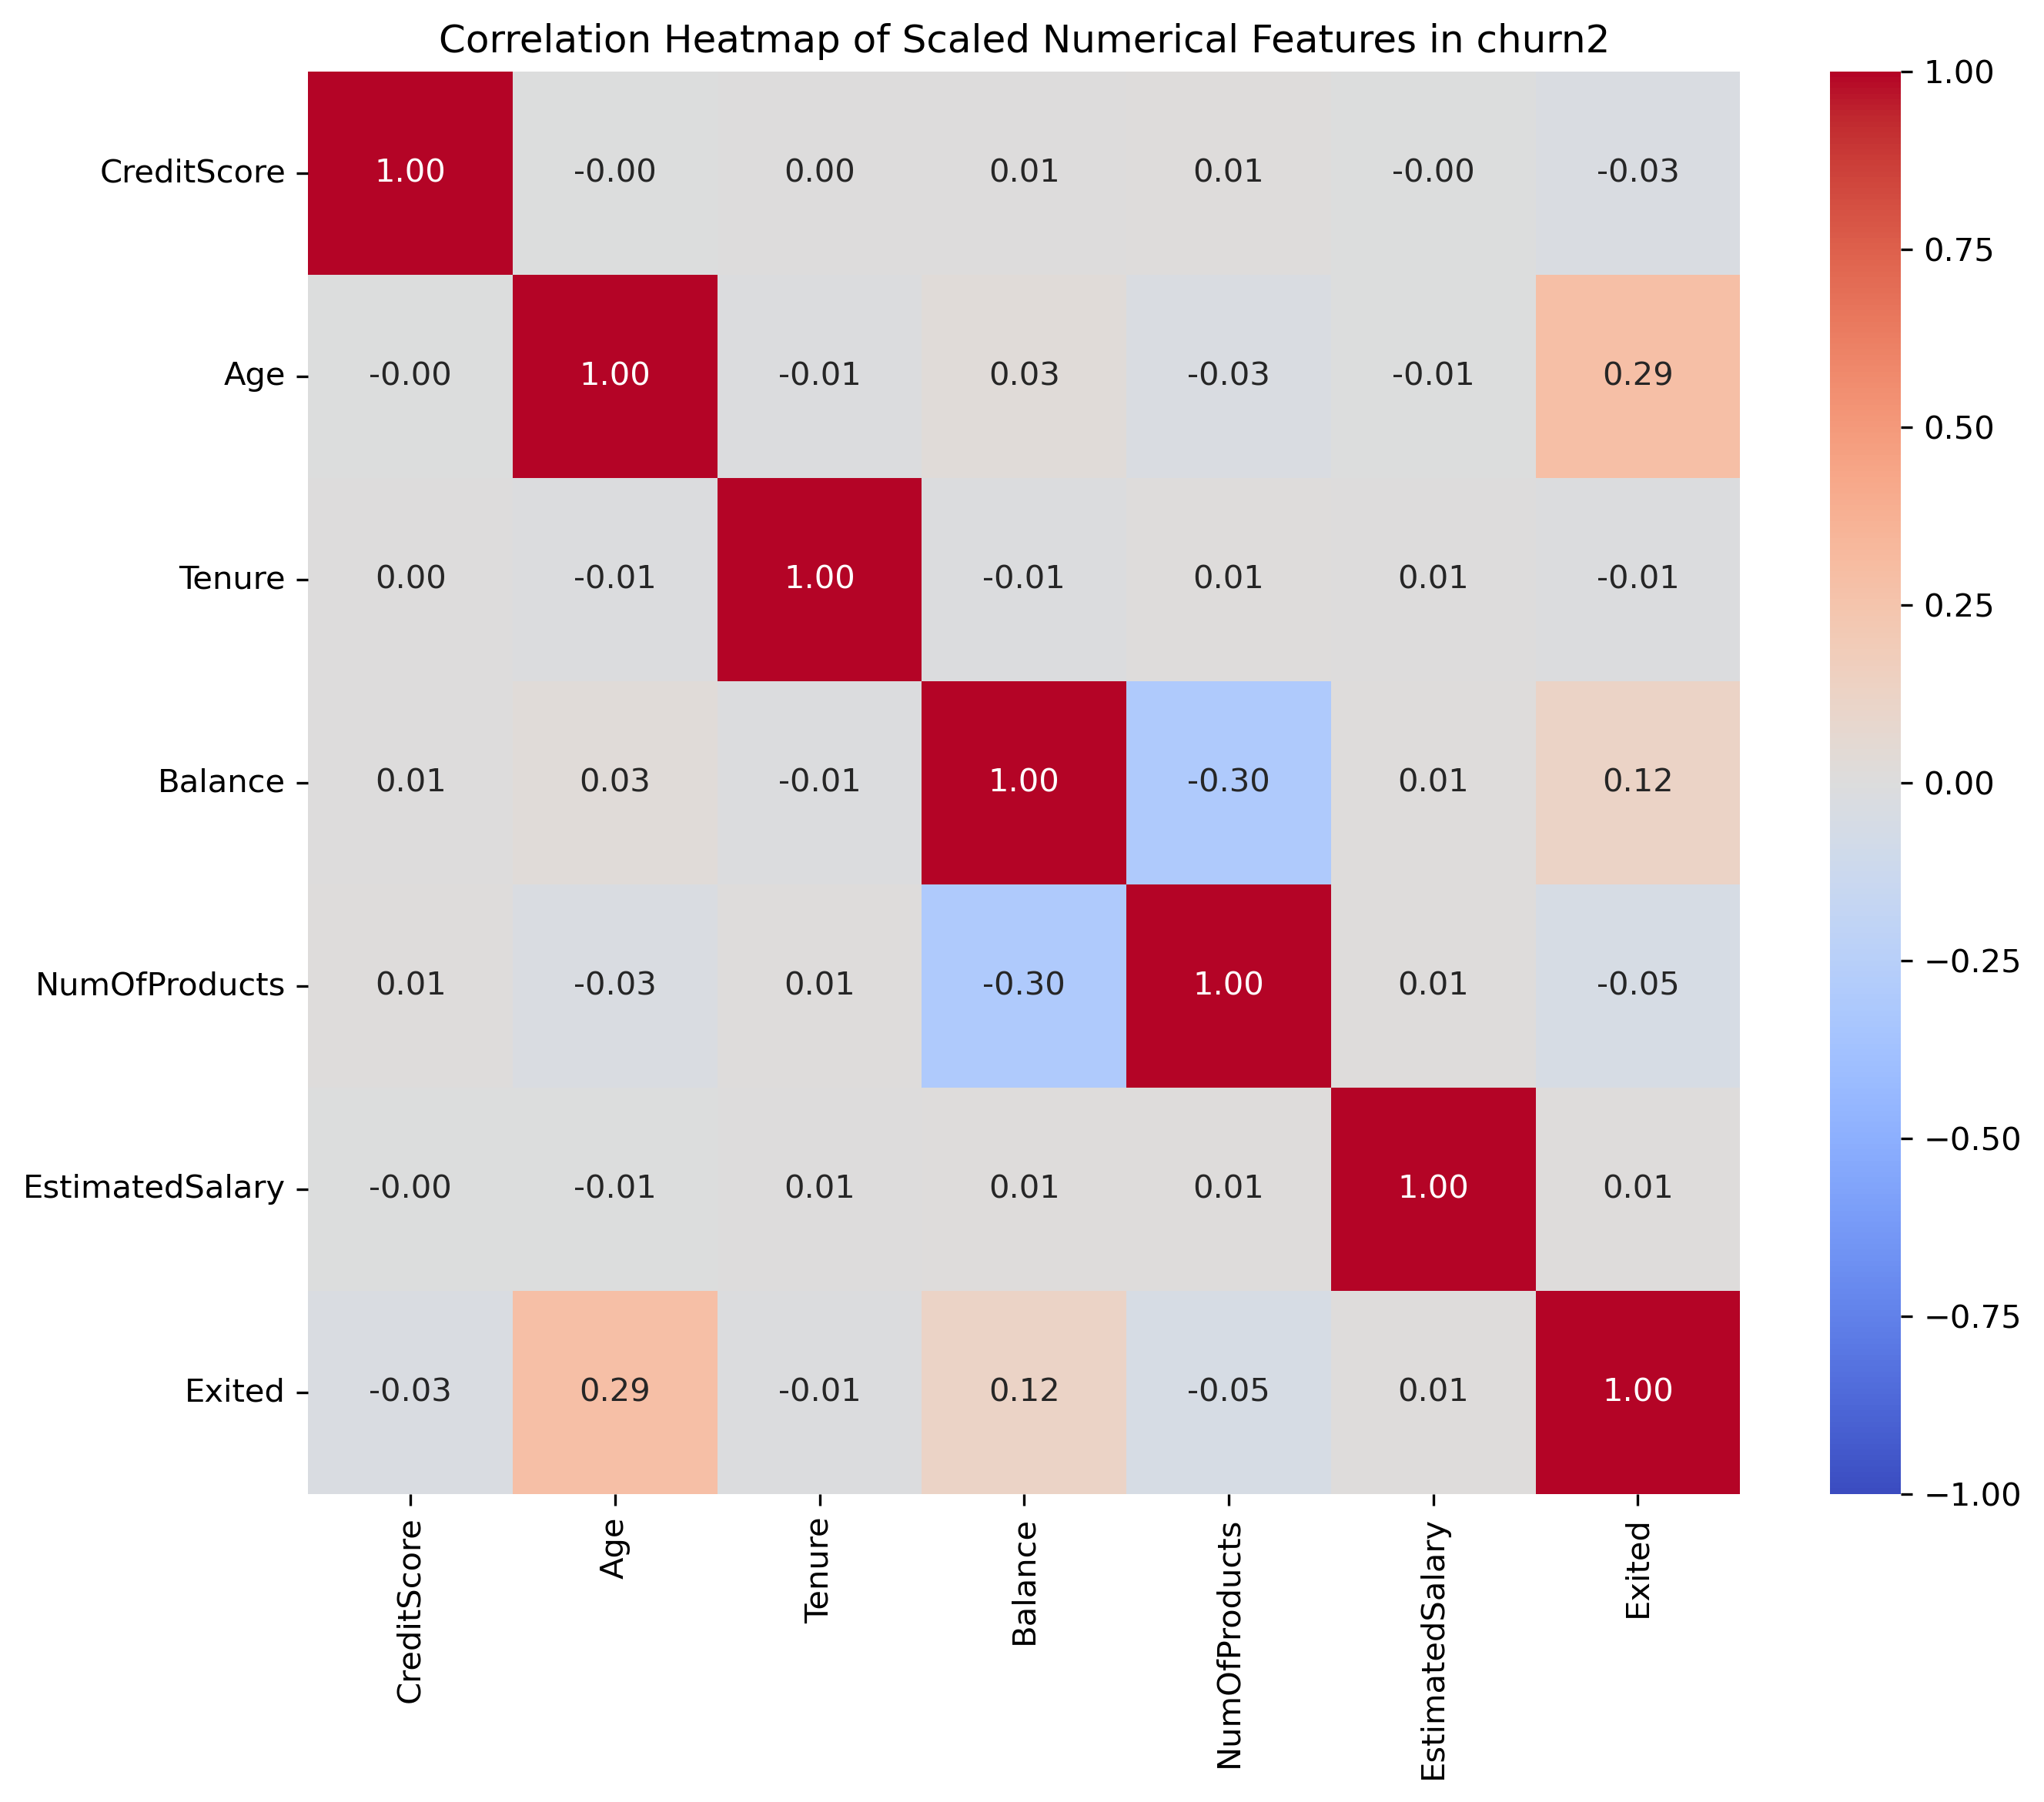 Correlation Heatmap of Scaled Numerical Features in churn2
CreditScore 1.00 -0.00 0.00 0.01 0.01 -0.00 -0.03
Age -0.00 1.00 -0.01 0.03 -0.03 -0.01 0.29
Tenure 0.00 -0.01 1.00 -0.01 0.01 0.01 -0.01
Balance 0.01 0.03 -0.01 1.00 -0.30 0.01 0.12
NumOfProducts 0.01 -0.03 0.01 -0.30 1.00 0.01 -0.05
EstimatedSalary -0.00 -0.01 0.01 0.01 0.01 1.00 0.01
Exited -0.03 0.29 -0.01 0.12 -0.05 0.01 1.00
CreditScore
Age
Tenure
Balance
NumOfProducts
EstimatedSalary
Exited
1.00
0.75
0.50
0.25
0.00
−0.25
−0.50
−0.75
−1.00